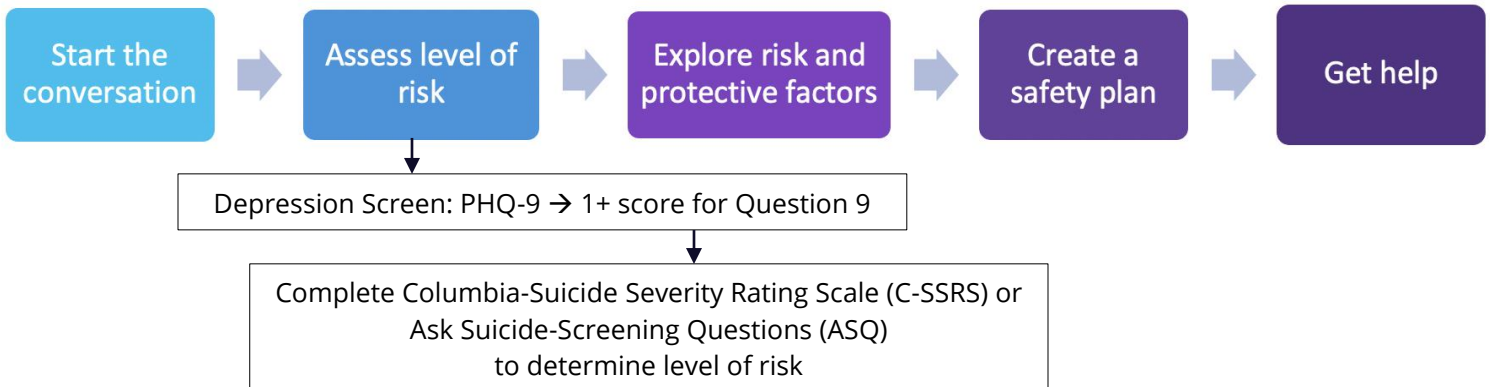 Start the
conversation
Assess level of
risk
Explore risk and
protective factors
Create a
safety plan
Get help
Depression Screen: PHQ-9 → 1+ score for Question 9
Complete Columbia-Suicide Severity Rating Scale (C-SSRS) or
Ask Suicide-Screening Questions (ASQ)
to determine level of risk